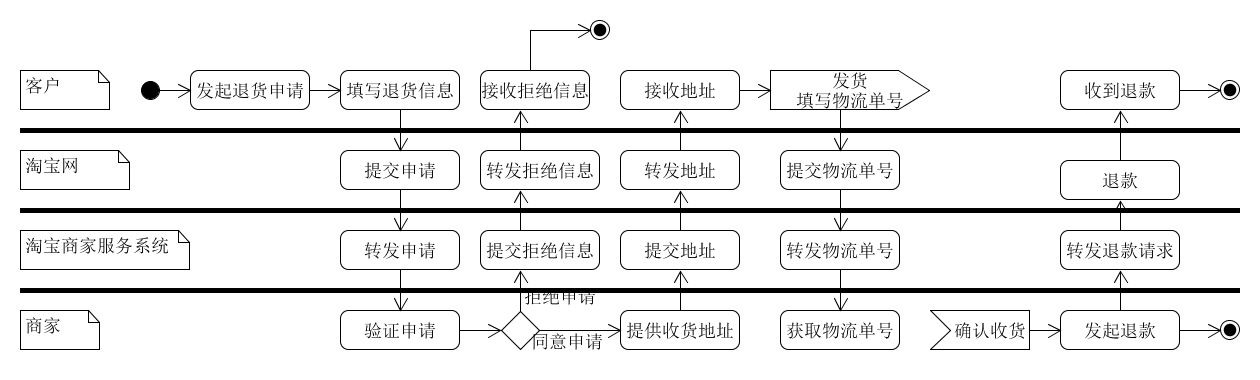 客户
发起退货申请
填写退货信息
接收拒绝信息
接收地址
发货
填写物流单号
收到退款
淘宝网
提交申请
转发拒绝信息
转发地址
提交物流单号
退款
淘宝商家服务系统
转发申请
提交拒绝信息
提交地址
转发物流单号
转发退款请求
拒绝申请
商家
验证申请
同意申请
提供收货地址
获取物流单号
确认收货
发起退款